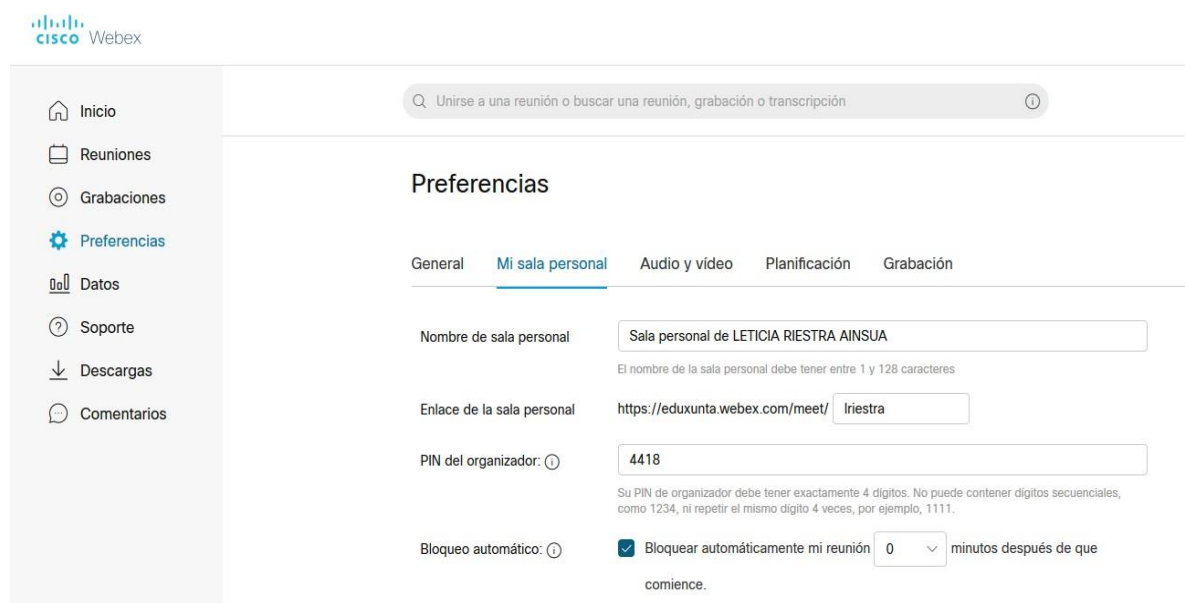 CISCO Webex
Unirse a una reunión o buscar una reunión, grabación o transcripción
Inicio
Reuniones
Grabaciones
Preferencias
Datos
Soporte
Descargas
Comentarios
Preferencias
General Mi sala personal Audio y vídeo Planificación Grabación
Nombre de sala personal Sala personal de LETICIA RIESTRA AINSUA
El nombre de la sala personal debe tener entre 1 y 128 caracteres
Enlace de la sala personal https://eduxunta.webex.com/meet/ lriestra
PIN del organizador: 4418
Su PIN de organizador debe tener exactamente 4 dígitos. No puede contener dígitos secuenciales,
como 1234, ni repetir el mismo dígito 4 veces, por ejemplo, 1111.
Bloqueo automático: Bloquear automáticamente mi reunión 0 minutos después de que
comience.